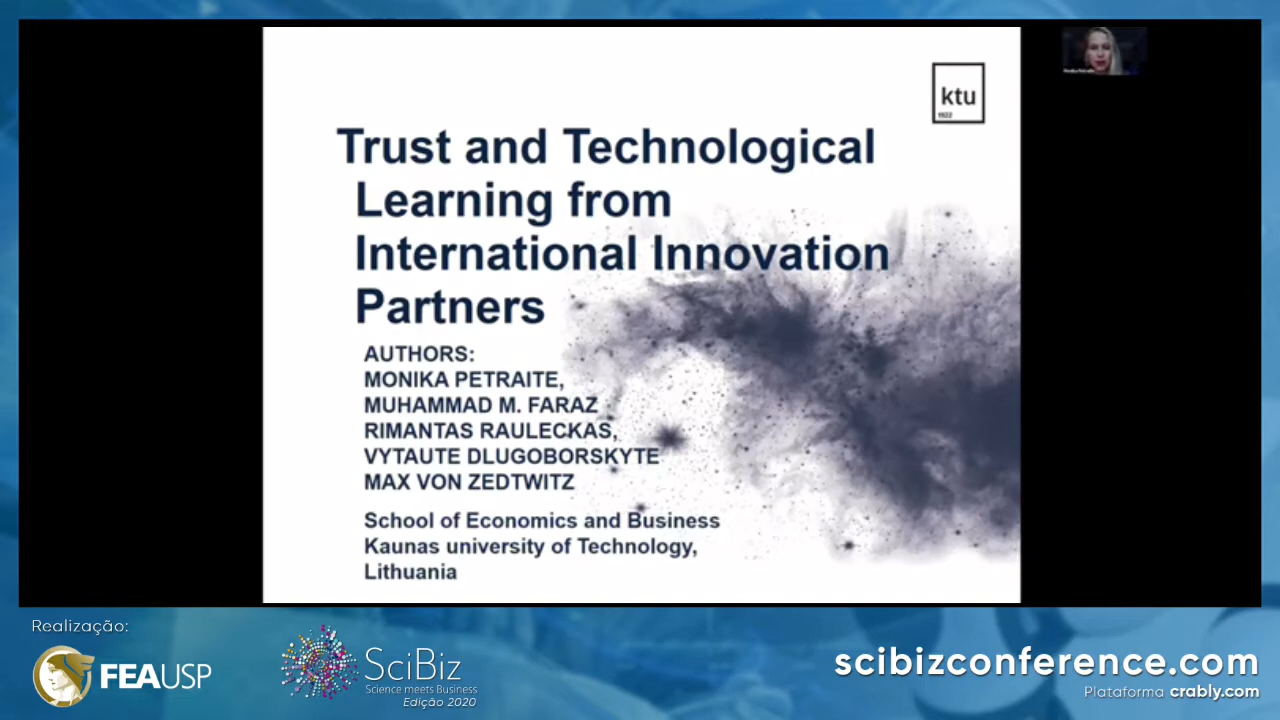 ktu
1922
Trust and Technological
Learning from
International Innovation
Partners
AUTHORS:
MONIKA PETRAITE,
MUHAMMAD M. FARAZ
RIMANTAS RAULECKAS,
VYTAUTE DLUGOBORSKYTE
MAX VON ZEDTWITZ
School of Economics and Business
Kaunas university of Technology,
Lithuania
Realização:
FEAUSP
SciBiz
Science meets Business
Edição 2020
scibizconference.com
Plataforma crably.com